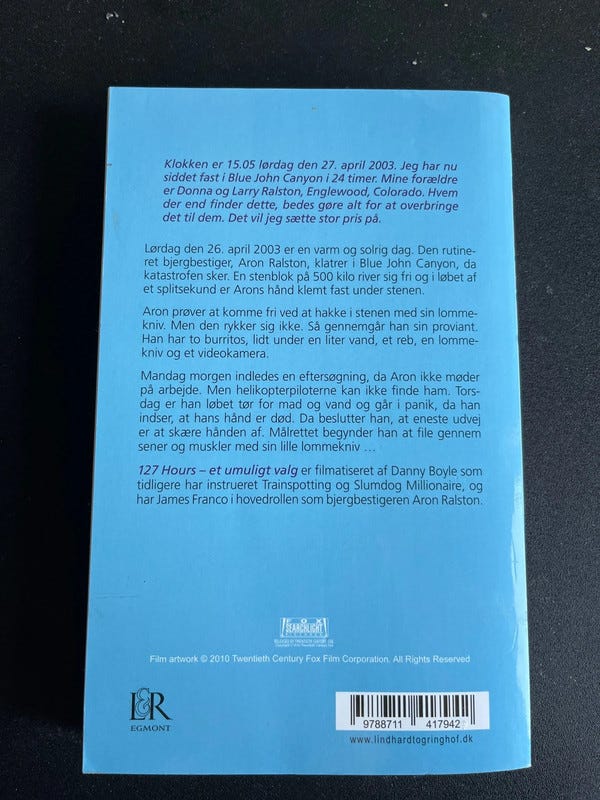 Klokken er 15.05 lørdag den 27. april 2003. Jeg har nu
siddet fast i Blue John Canyon i 24 timer. Mine forældre
er Donna og Larry Ralston, Englewood, Colorado. Hvem
der end finder dette, bedes gøre alt for at overbringe
det til dem. Det vil jeg sætte stor pris på.
Lørdag den 26. april 2003 er en varm og solrig dag. Den rutine-
ret bjergbestiger, Aron Ralston, klatrer i Blue John Canyon, da
katastrofen sker. En stenblok på 500 kilo river sig fri og i løbet af
et splitsekund er Arons hånd klemt fast under stenen.
Aron prøver at komme fri ved at hakke i stenen med sin lomme-
kniv. Men den rykker sig ikke. Så gennemgår han sin proviant.
Han har to burritos, lidt under en liter vand, et reb, en lomme-
kniv og et videokamera.
Mandag morgen indledes en eftersøgning, da Aron ikke møder
på arbejde. Men helikopterpiloterne kan ikke finde ham. Tors-
dag er han løbet tør for mad og vand og går i panik, da han
indser, at hans hånd er død. Da beslutter han, at eneste udvej
er at skære hånden af. Målrettet begynder han at file gennem
sener og muskler med sin lille lommekniv …
127 Hours – et umuligt valg er filmatiseret af Danny Boyle som
tidligere har instrueret Trainspotting og Slumdog Millionaire, og
har James Franco i hovedrollen som bjergbestigeren Aron Ralston.
FOX
SEARCHLIGHT
PICTURES
Film artwork © 2010 Twentieth Century Fox Film Corporation. All Rights Reserved
L&R
EGMONT
9788711 417942
www.lindhardtogringhof.dk